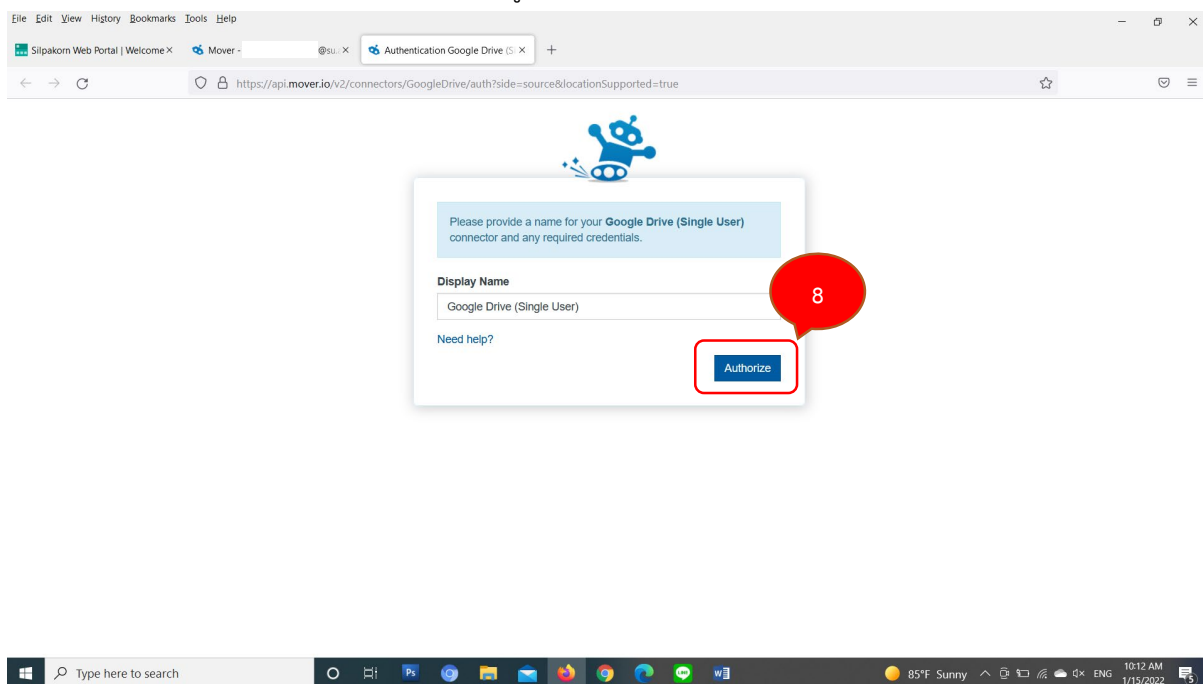 File Edit View History Bookmarks Tools Help
Silpakorn Web Portal | Welcome
Mover - @su.
Authentication Google Drive (S
https://api.mover.io/v2/connectors/GoogleDrive/auth?side=source&locationSupported=true
Please provide a name for your Google Drive (Single User)
connector and any required credentials.
Display Name
Google Drive (Single User)
8
Need help?
Authorize
Type here to search
Ps
LINE
W
85°F Sunny
ENG
10:12 AM
1/15/2022
5